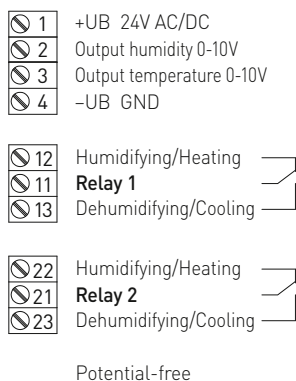 1 +UB 24V AC/DC
2 Output humidity 0-10V
3 Output temperature 0-10V
4 –UB GND
12 Humidifying/Heating
11 Relay 1
13 Dehumidifying/Cooling
22 Humidifying/Heating
21 Relay 2
23 Dehumidifying/Cooling
Potential-free